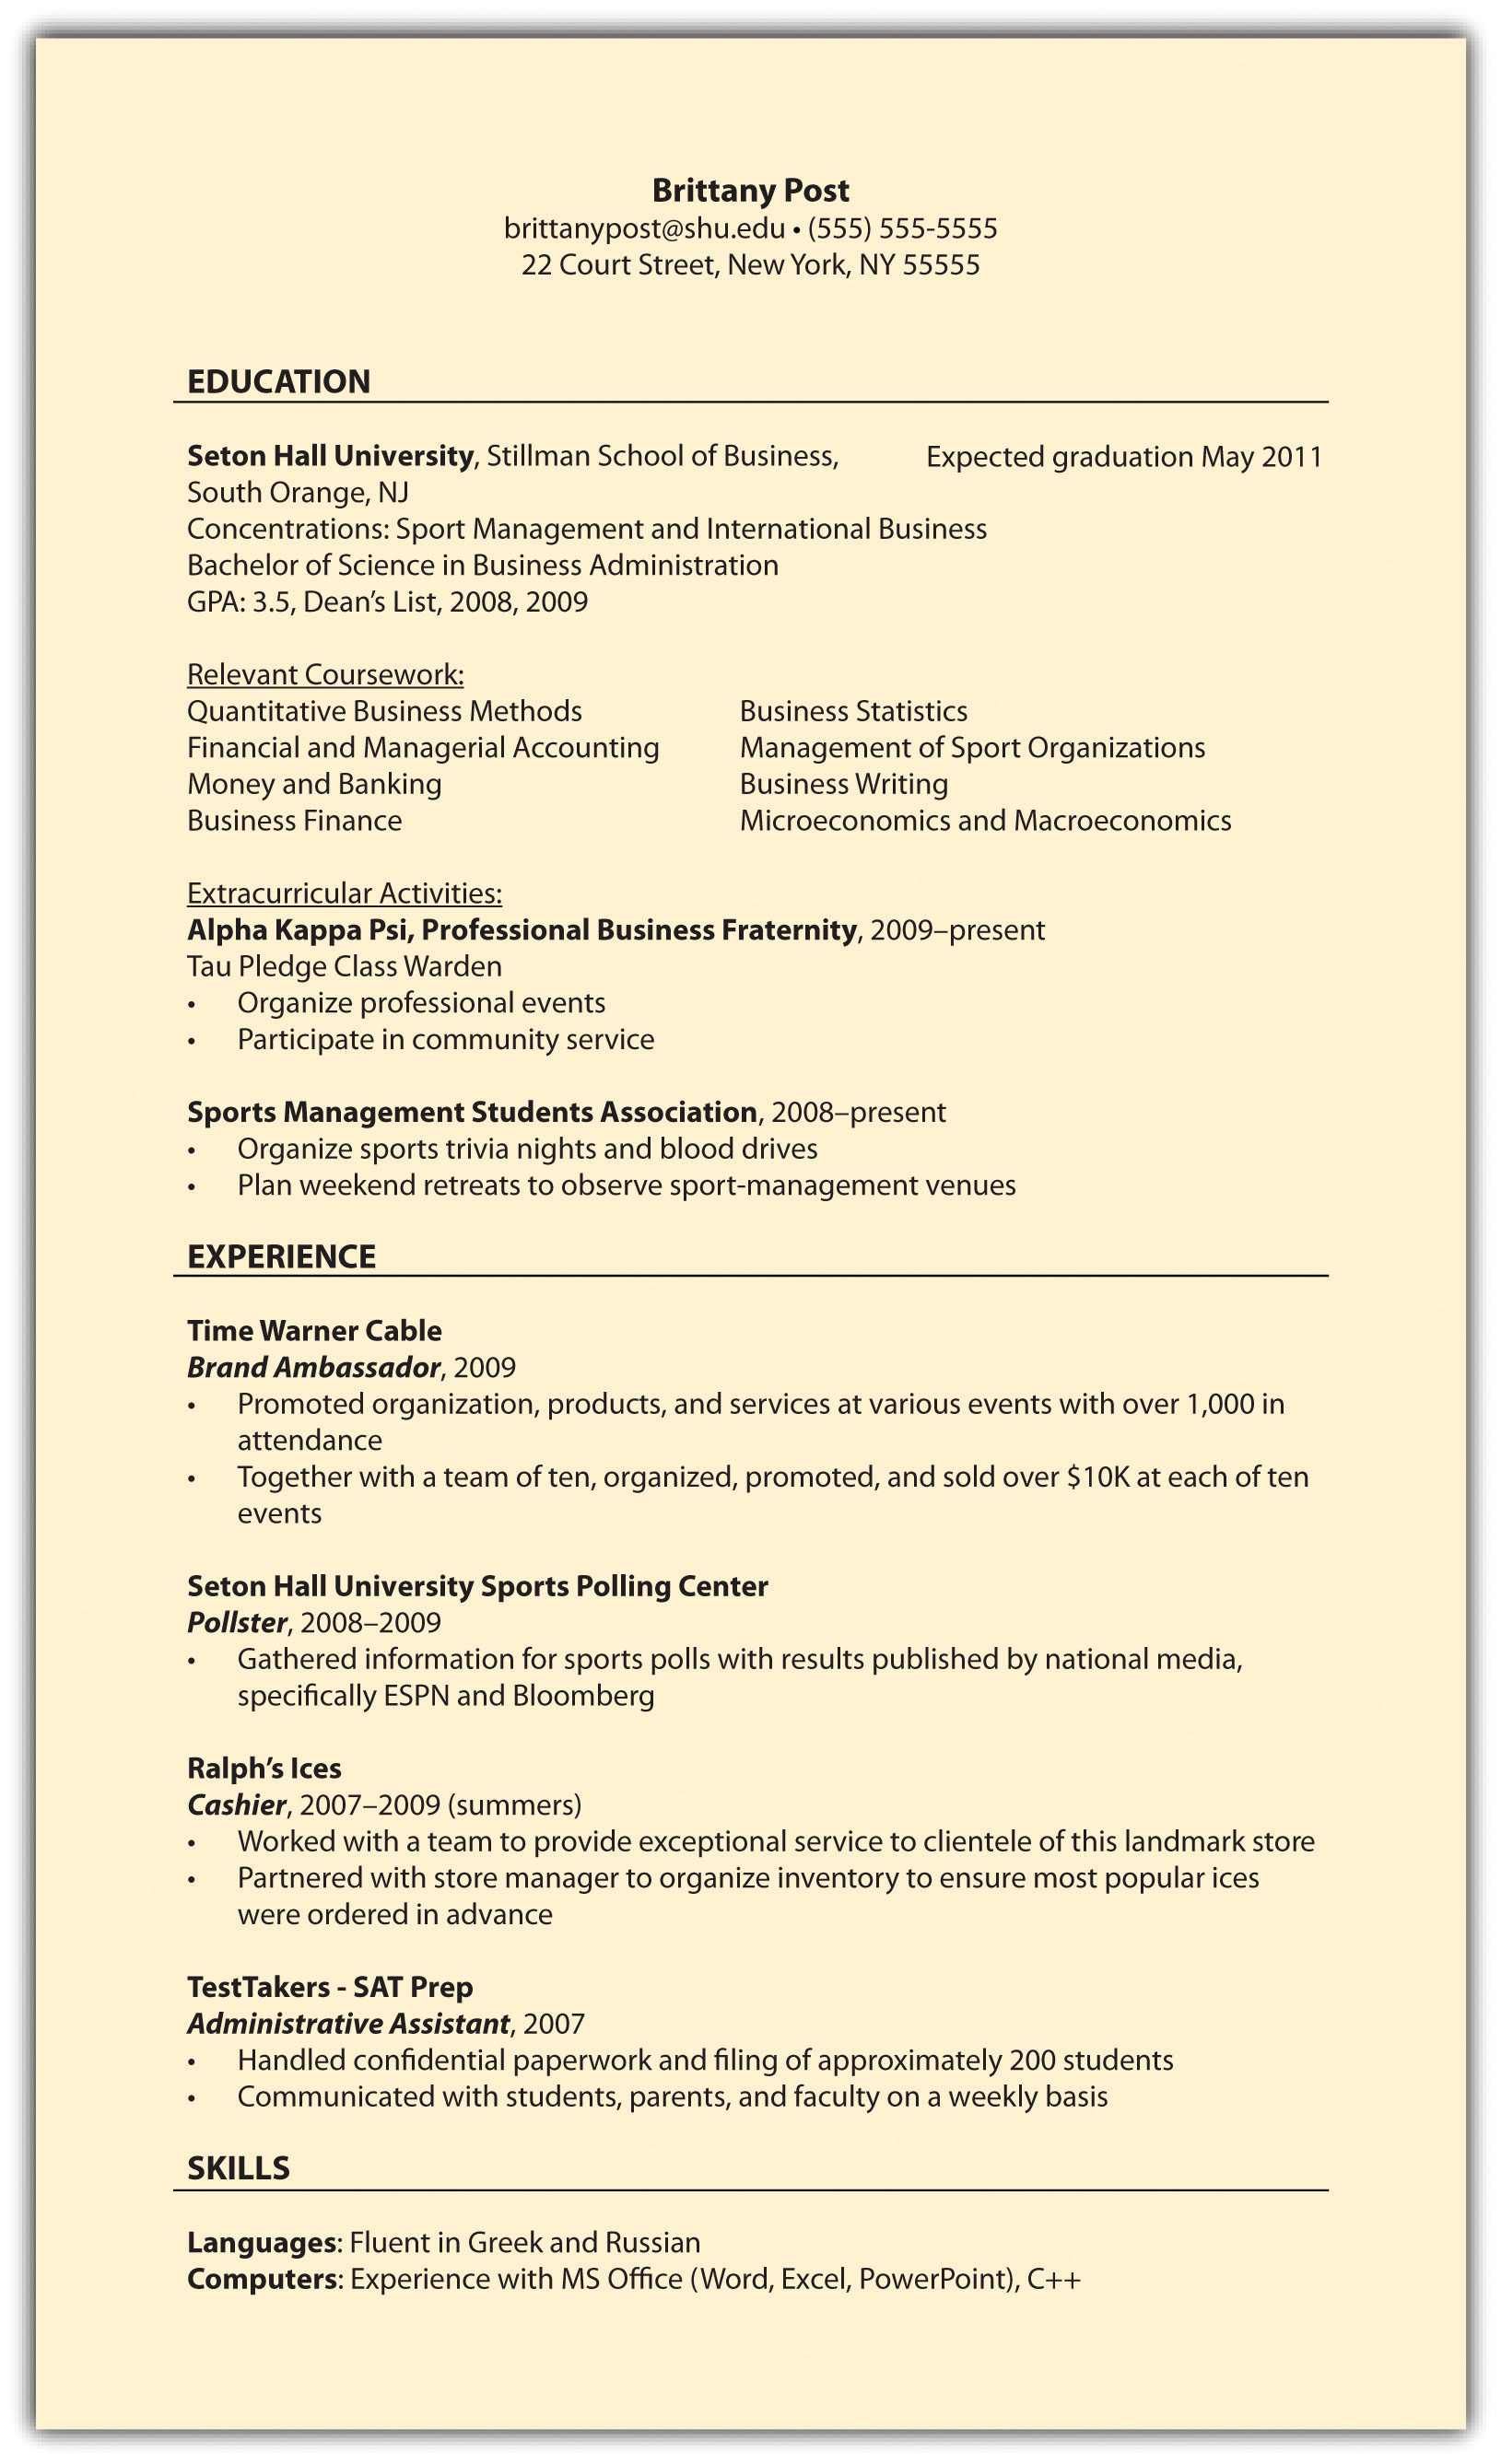 Brittany Post
brittanypost@shu.edu • (555) 555-5555
22 Court Street, New York, NY 55555
EDUCATION
Seton Hall University, Stillman School of Business, Expected graduation May 2011
South Orange, NJ
Concentrations: Sport Management and International Business
Bachelor of Science in Business Administration
GPA: 3.5, Dean’s List, 2008, 2009
Relevant Coursework:
Quantitative Business Methods Business Statistics
Financial and Managerial Accounting Management of Sport Organizations
Money and Banking Business Writing
Business Finance Microeconomics and Macroeconomics
Extracurricular Activities:
Alpha Kappa Psi, Professional Business Fraternity, 2009–present
Tau Pledge Class Warden
• Organize professional events
• Participate in community service
Sports Management Students Association, 2008–present
• Organize sports trivia nights and blood drives
• Plan weekend retreats to observe sport-management venues
EXPERIENCE
Time Warner Cable
Brand Ambassador, 2009
• Promoted organization, products, and services at various events with over 1,000 in
attendance
• Together with a team of ten, organized, promoted, and sold over $10K at each of ten
events
Seton Hall University Sports Polling Center
Pollster, 2008–2009
• Gathered information for sports polls with results published by national media,
specifically ESPN and Bloomberg
Ralph’s Ices
Cashier, 2007–2009 (summers)
• Worked with a team to provide exceptional service to clientele of this landmark store
• Partnered with store manager to organize inventory to ensure most popular ices
were ordered in advance
TestTakers - SAT Prep
Administrative Assistant, 2007
• Handled confidential paperwork and filing of approximately 200 students
• Communicated with students, parents, and faculty on a weekly basis
SKILLS
Languages: Fluent in Greek and Russian
Computers: Experience with MS Office (Word, Excel, PowerPoint), C++